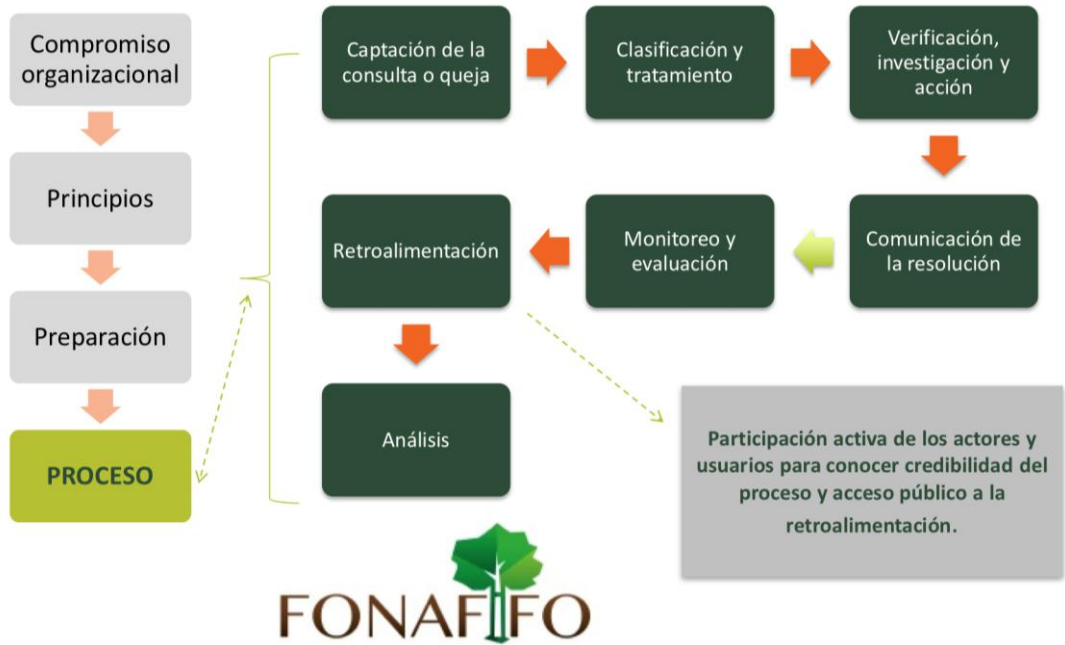 Compromiso
organizacional
Principios
Preparación
PROCESO
Captación de la
consulta o queja
Clasificación y
tratamiento
Verificación,
investigación y
acción
Comunicación de
la resolución
Monitoreo y
evaluación
Retroalimentación
Análisis
Participación activa de los actores y
usuarios para conocer credibilidad del
proceso y acceso público a la
retroalimentación.
FONAFIFO